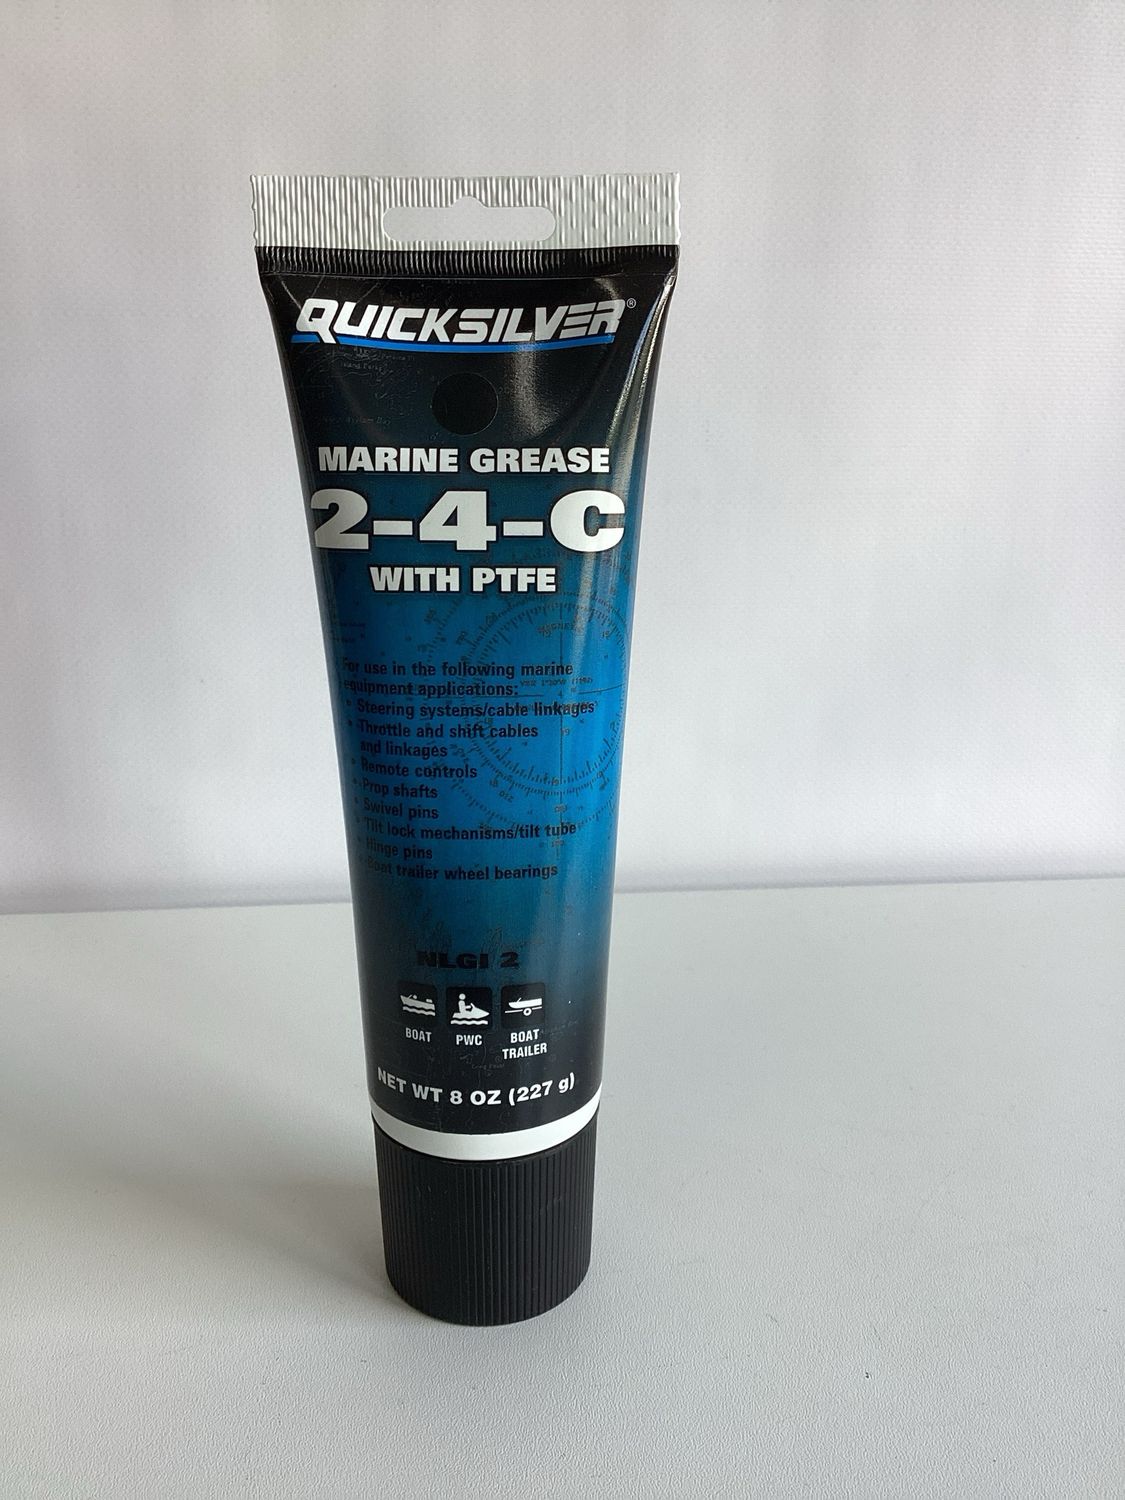 QUICKSILVER®
MARINE GREASE
2-4-C
WITH PTFE
For use in the following marine
equipment applications:
• Steering systems/cable linkages
• Throttle and shift cables
and linkages
• Remote controls
• Prop shafts
• Swivel pins
• Tilt lock mechanisms/tilt tube
• Hinge pins
• Boat trailer wheel bearings
NLGI 2
BOAT PWC BOAT
TRAILER
NET WT 8 OZ (227 g)